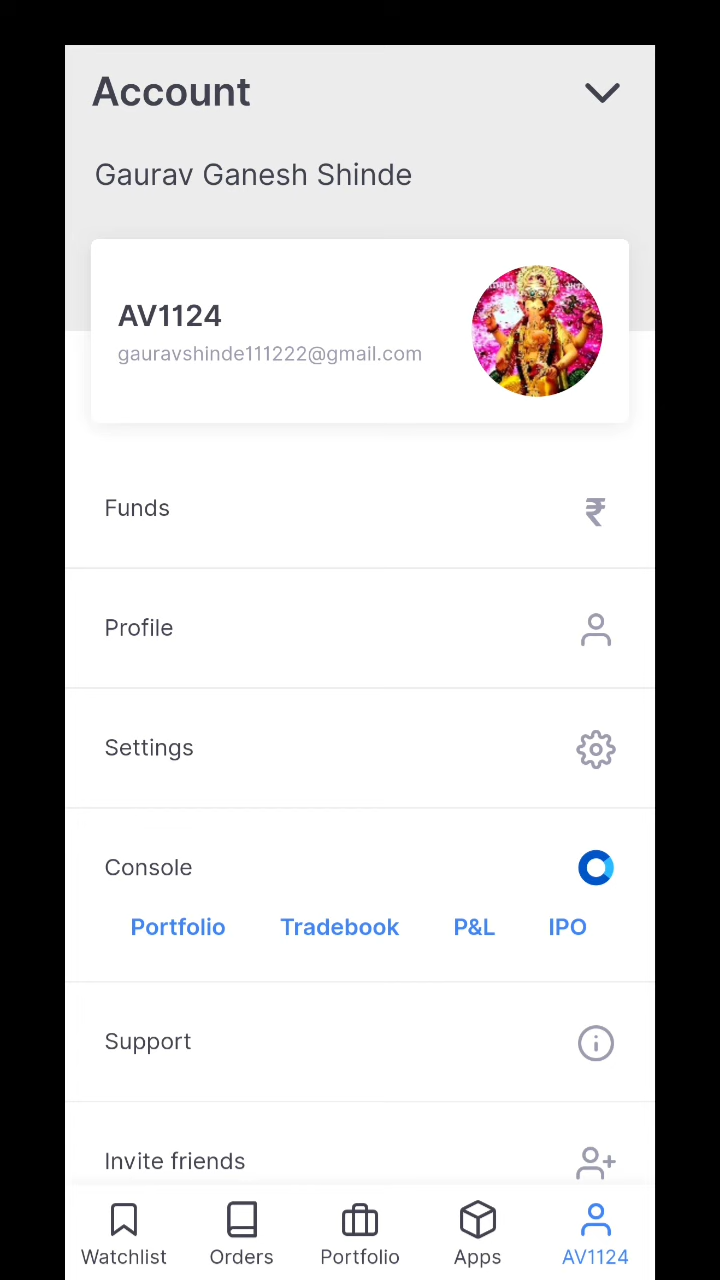 Account
Gaurav Ganesh Shinde
AV1124
gauravshinde111222@gmail.com
Funds
₹
Profile
Settings
Console
Portfolio Tradebook P&L IPO
Support
Invite friends
Watchlist Orders Portfolio Apps AV1124